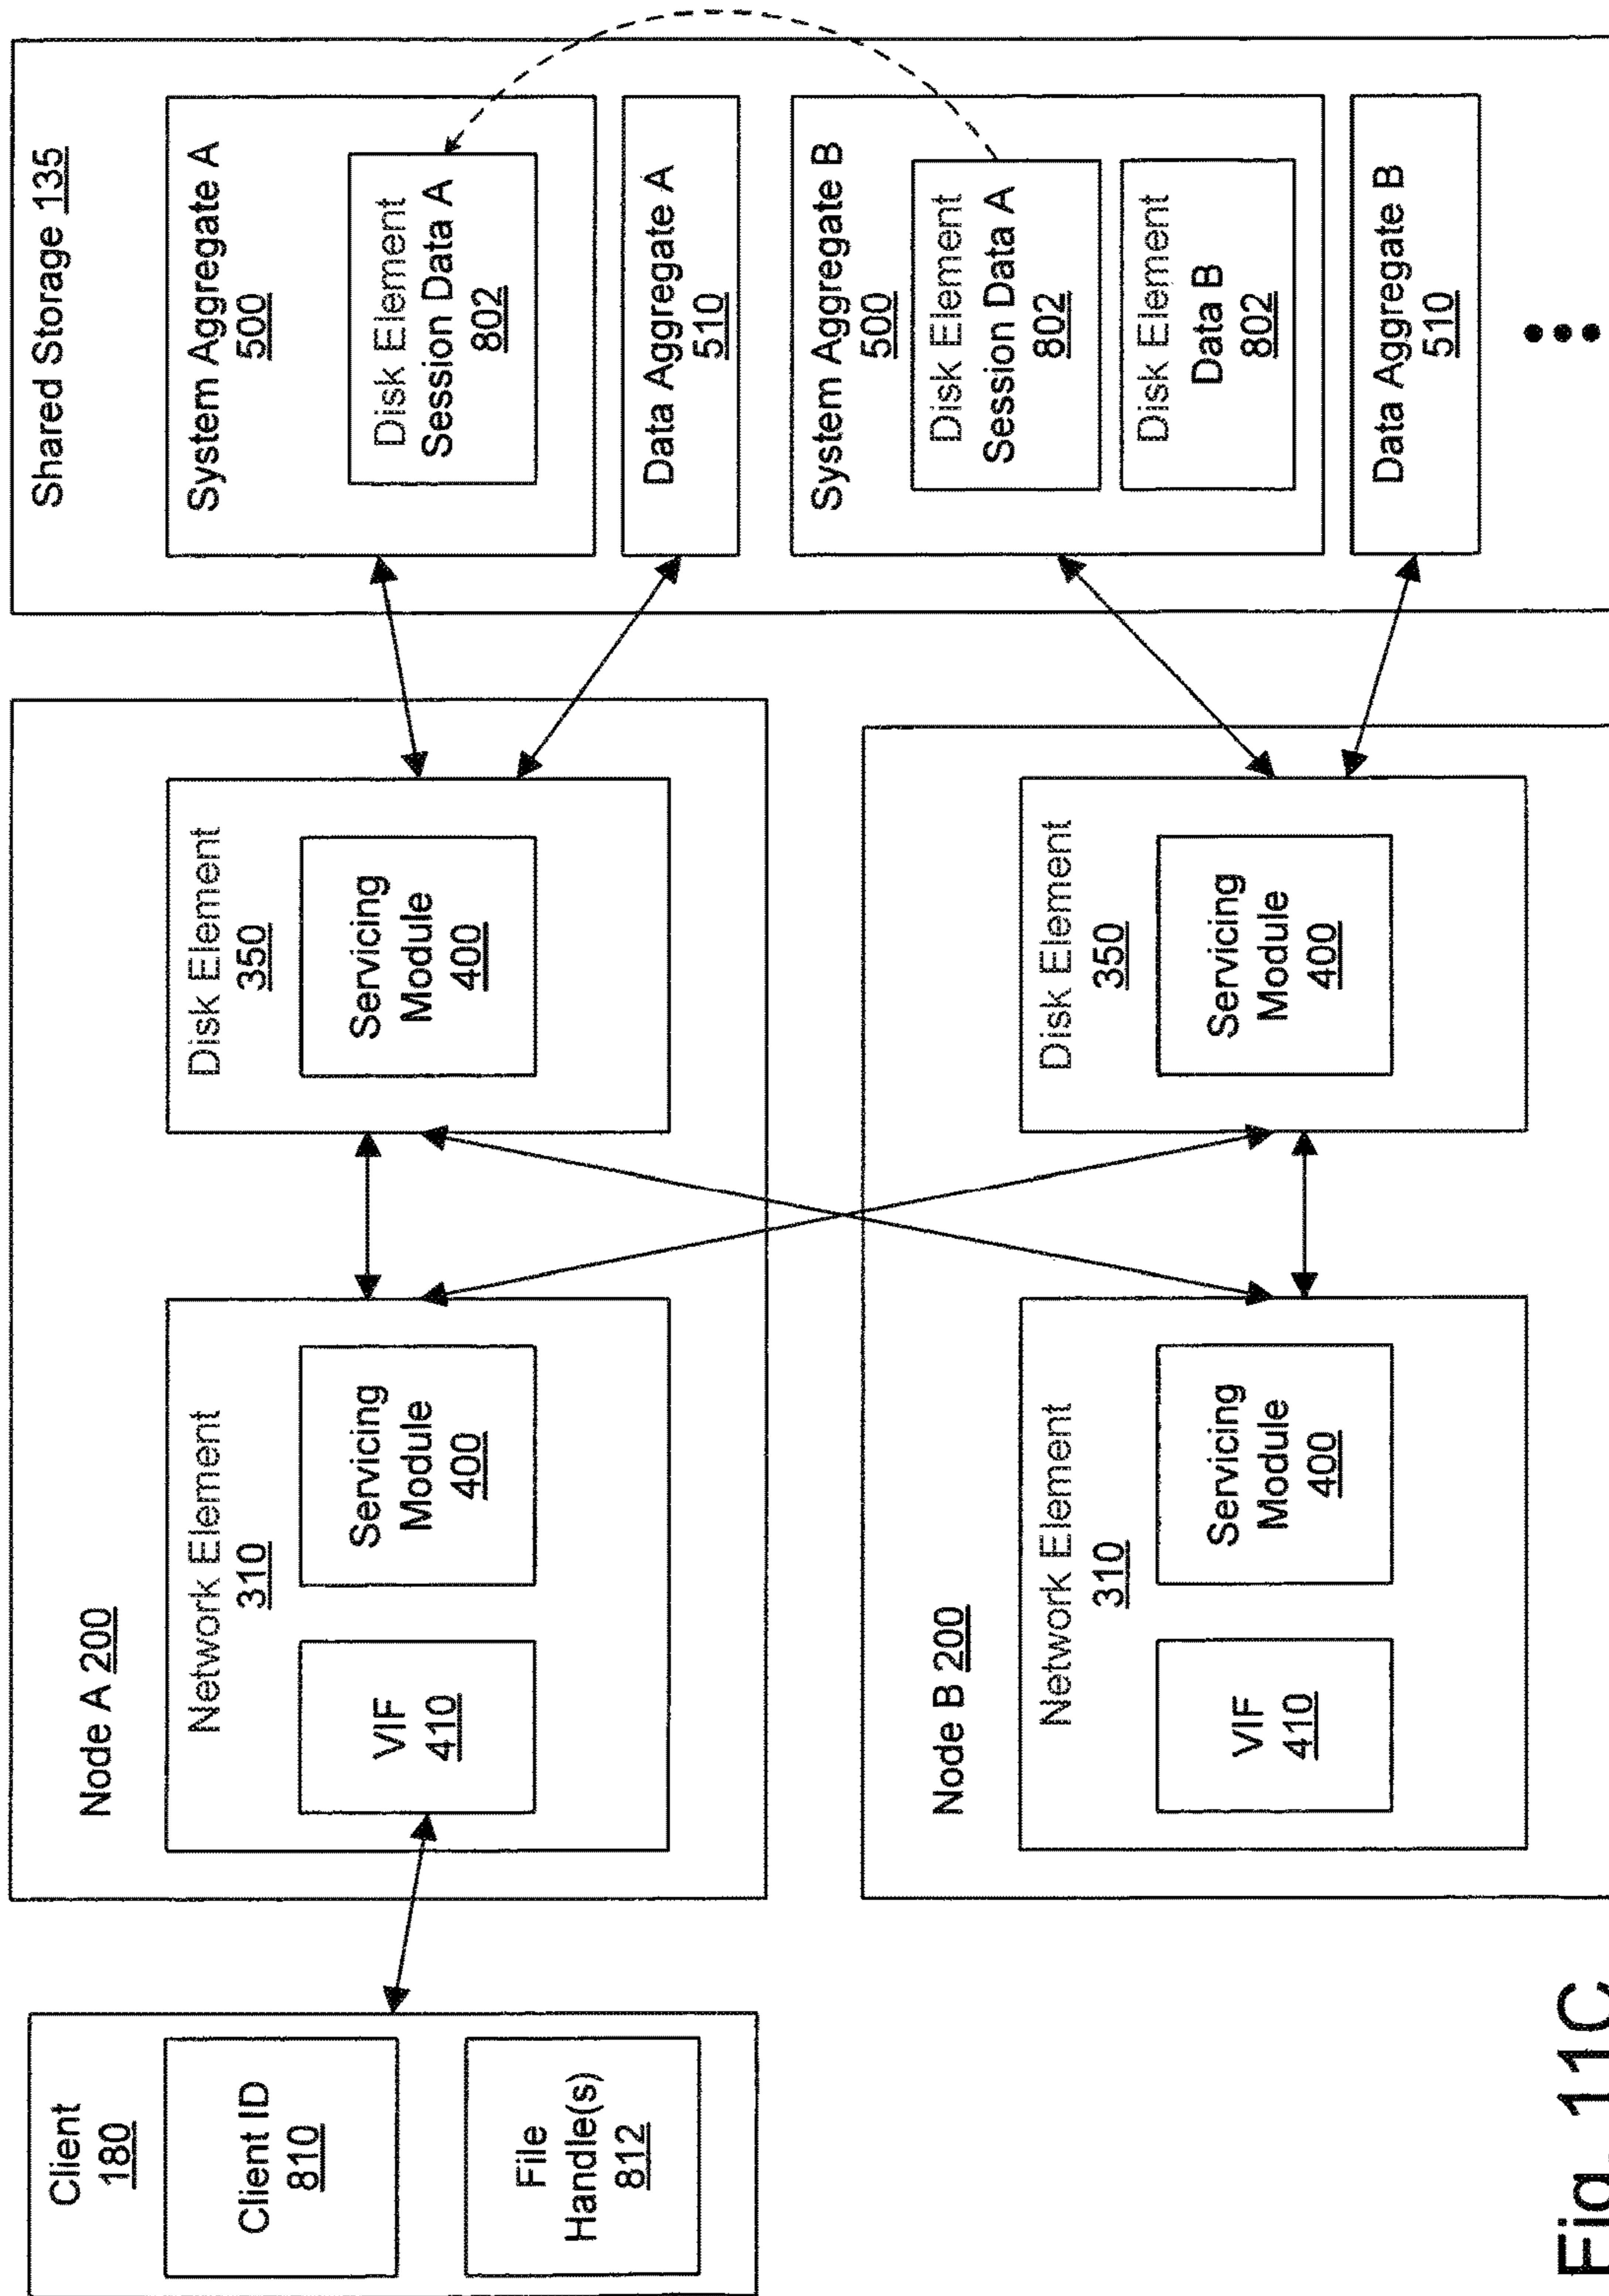 Client
180
Client ID
810
File
Handle(s)
812
Node A 200
Network Element
310
VIF
410
Servicing
Module
400
Disk Element
350
Servicing
Module
400
Node B 200
Network Element
310
VIF
410
Servicing
Module
400
Disk Element
350
Servicing
Module
400
Shared Storage 135
System Aggregate A
500
Disk Element
Session Data A
802
Data Aggregate A
510
System Aggregate B
500
Disk Element
Session Data A
802
Disk Element
Data B
802
Data Aggregate B
510
Fig. 11C